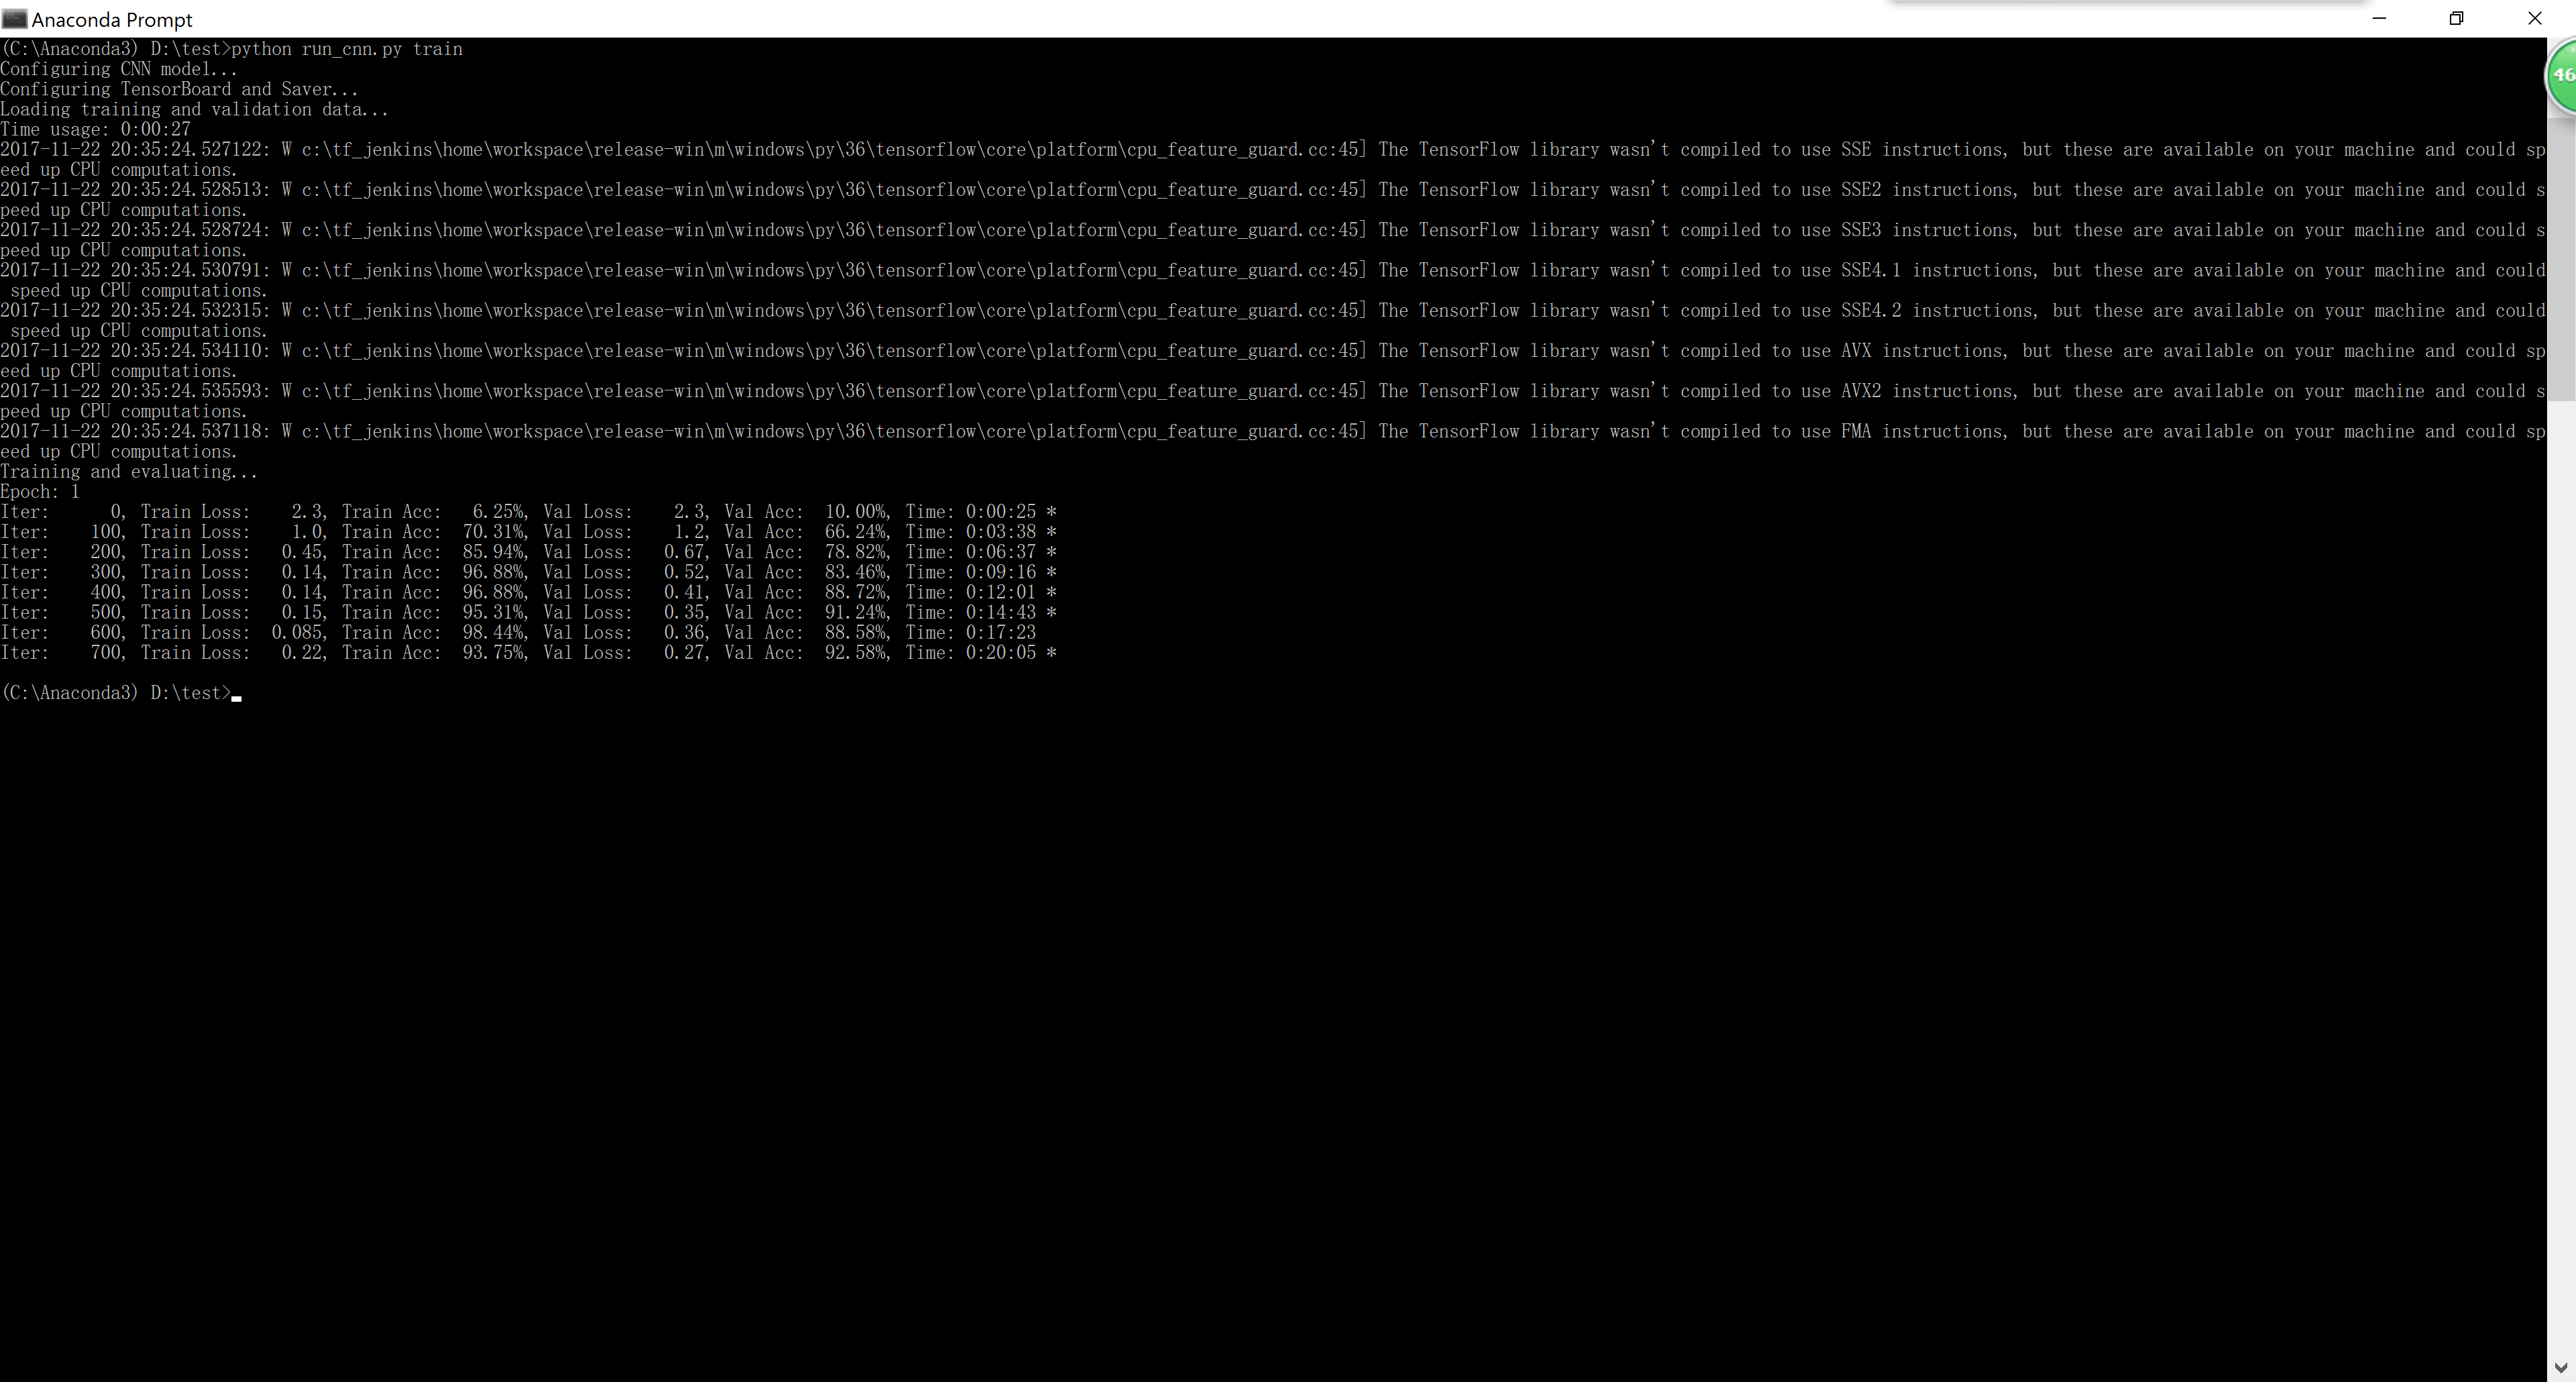 Anaconda Prompt
(C:\Anaconda3) D:\test>python run_cnn.py train
Configuring CNN model...
Configuring TensorBoard and Saver...
Loading training and validation data...
Time usage: 0:00:27
2017-11-22 20:35:24.527122: W c:\tf_jenkins\home\workspace\release-win\m\windows\py\36\tensorflow\core\platform\cpu_feature_guard.cc:45] The TensorFlow library wasn't compiled to use SSE instructions, but these are available on your machine and could sp
eed up CPU computations.
2017-11-22 20:35:24.528513: W c:\tf_jenkins\home\workspace\release-win\m\windows\py\36\tensorflow\core\platform\cpu_feature_guard.cc:45] The TensorFlow library wasn't compiled to use SSE2 instructions, but these are available on your machine and could s
peed up CPU computations.
2017-11-22 20:35:24.528724: W c:\tf_jenkins\home\workspace\release-win\m\windows\py\36\tensorflow\core\platform\cpu_feature_guard.cc:45] The TensorFlow library wasn't compiled to use SSE3 instructions, but these are available on your machine and could s
peed up CPU computations.
2017-11-22 20:35:24.530791: W c:\tf_jenkins\home\workspace\release-win\m\windows\py\36\tensorflow\core\platform\cpu_feature_guard.cc:45] The TensorFlow library wasn't compiled to use SSE4.1 instructions, but these are available on your machine and could
 speed up CPU computations.
2017-11-22 20:35:24.532315: W c:\tf_jenkins\home\workspace\release-win\m\windows\py\36\tensorflow\core\platform\cpu_feature_guard.cc:45] The TensorFlow library wasn't compiled to use SSE4.2 instructions, but these are available on your machine and could
 speed up CPU computations.
2017-11-22 20:35:24.534110: W c:\tf_jenkins\home\workspace\release-win\m\windows\py\36\tensorflow\core\platform\cpu_feature_guard.cc:45] The TensorFlow library wasn't compiled to use AVX instructions, but these are available on your machine and could sp
eed up CPU computations.
2017-11-22 20:35:24.535593: W c:\tf_jenkins\home\workspace\release-win\m\windows\py\36\tensorflow\core\platform\cpu_feature_guard.cc:45] The TensorFlow library wasn't compiled to use AVX2 instructions, but these are available on your machine and could s
peed up CPU computations.
2017-11-22 20:35:24.537118: W c:\tf_jenkins\home\workspace\release-win\m\windows\py\36\tensorflow\core\platform\cpu_feature_guard.cc:45] The TensorFlow library wasn't compiled to use FMA instructions, but these are available on your machine and could sp
eed up CPU computations.
Training and evaluating...
Epoch: 1
Iter:      0, Train Loss:    2.3, Train Acc:   6.25%, Val Loss:    2.3, Val Acc:  10.00%, Time: 0:00:25 *
Iter:    100, Train Loss:    1.0, Train Acc:  70.31%, Val Loss:    1.2, Val Acc:  66.24%, Time: 0:03:38 *
Iter:    200, Train Loss:   0.45, Train Acc:  85.94%, Val Loss:   0.67, Val Acc:  78.82%, Time: 0:06:37 *
Iter:    300, Train Loss:   0.14, Train Acc:  96.88%, Val Loss:   0.52, Val Acc:  83.46%, Time: 0:09:16 *
Iter:    400, Train Loss:   0.14, Train Acc:  96.88%, Val Loss:   0.41, Val Acc:  88.72%, Time: 0:12:01 *
Iter:    500, Train Loss:   0.15, Train Acc:  95.31%, Val Loss:   0.35, Val Acc:  91.24%, Time: 0:14:43 *
Iter:    600, Train Loss:  0.085, Train Acc:  98.44%, Val Loss:   0.36, Val Acc:  88.58%, Time: 0:17:23
Iter:    700, Train Loss:   0.22, Train Acc:  93.75%, Val Loss:   0.27, Val Acc:  92.58%, Time: 0:20:05 *
(C:\Anaconda3) D:\test>
46